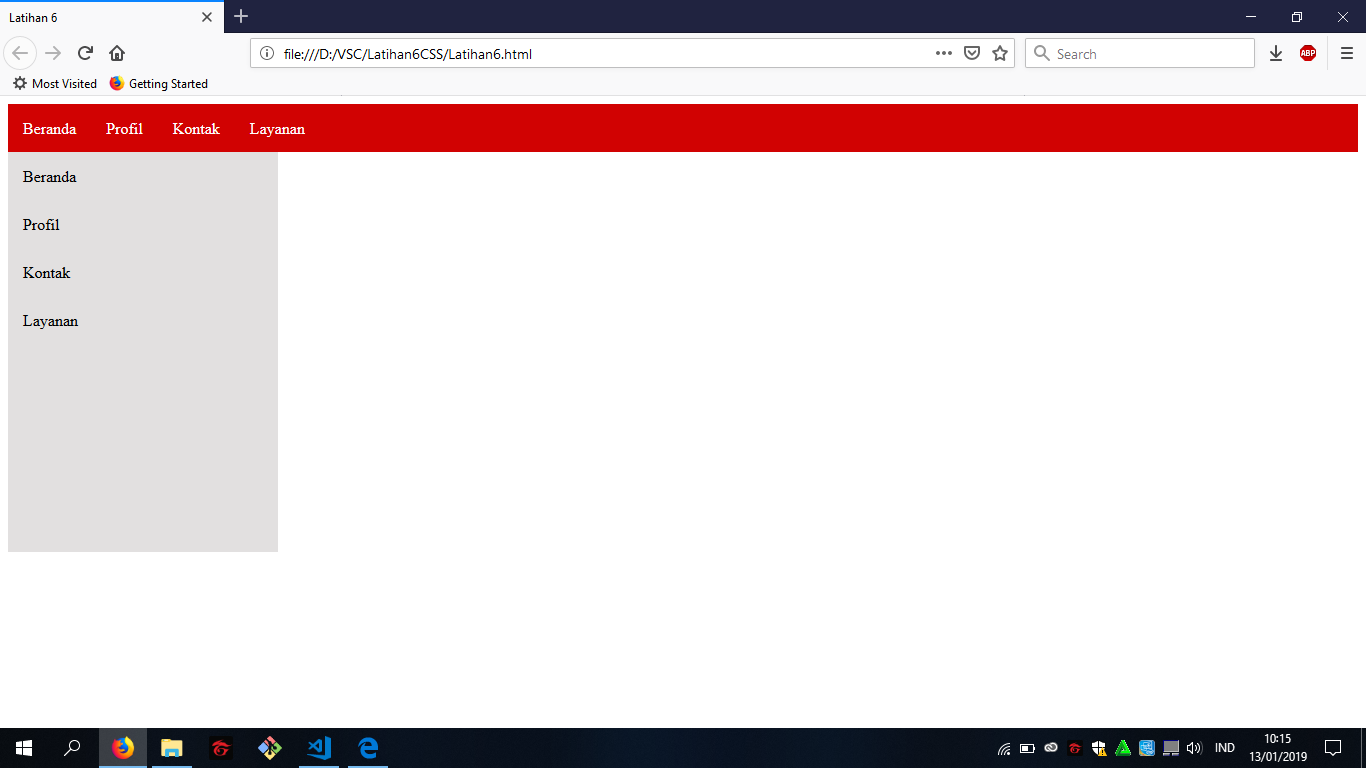 Latihan 6
file:///D:/VSC/Latihan6CSS/Latihan6.html
Search
ABP
Most Visited
Getting Started
Beranda Profil Kontak Layanan
Beranda
Profil
Kontak
Layanan
IND
10:15
13/01/2019